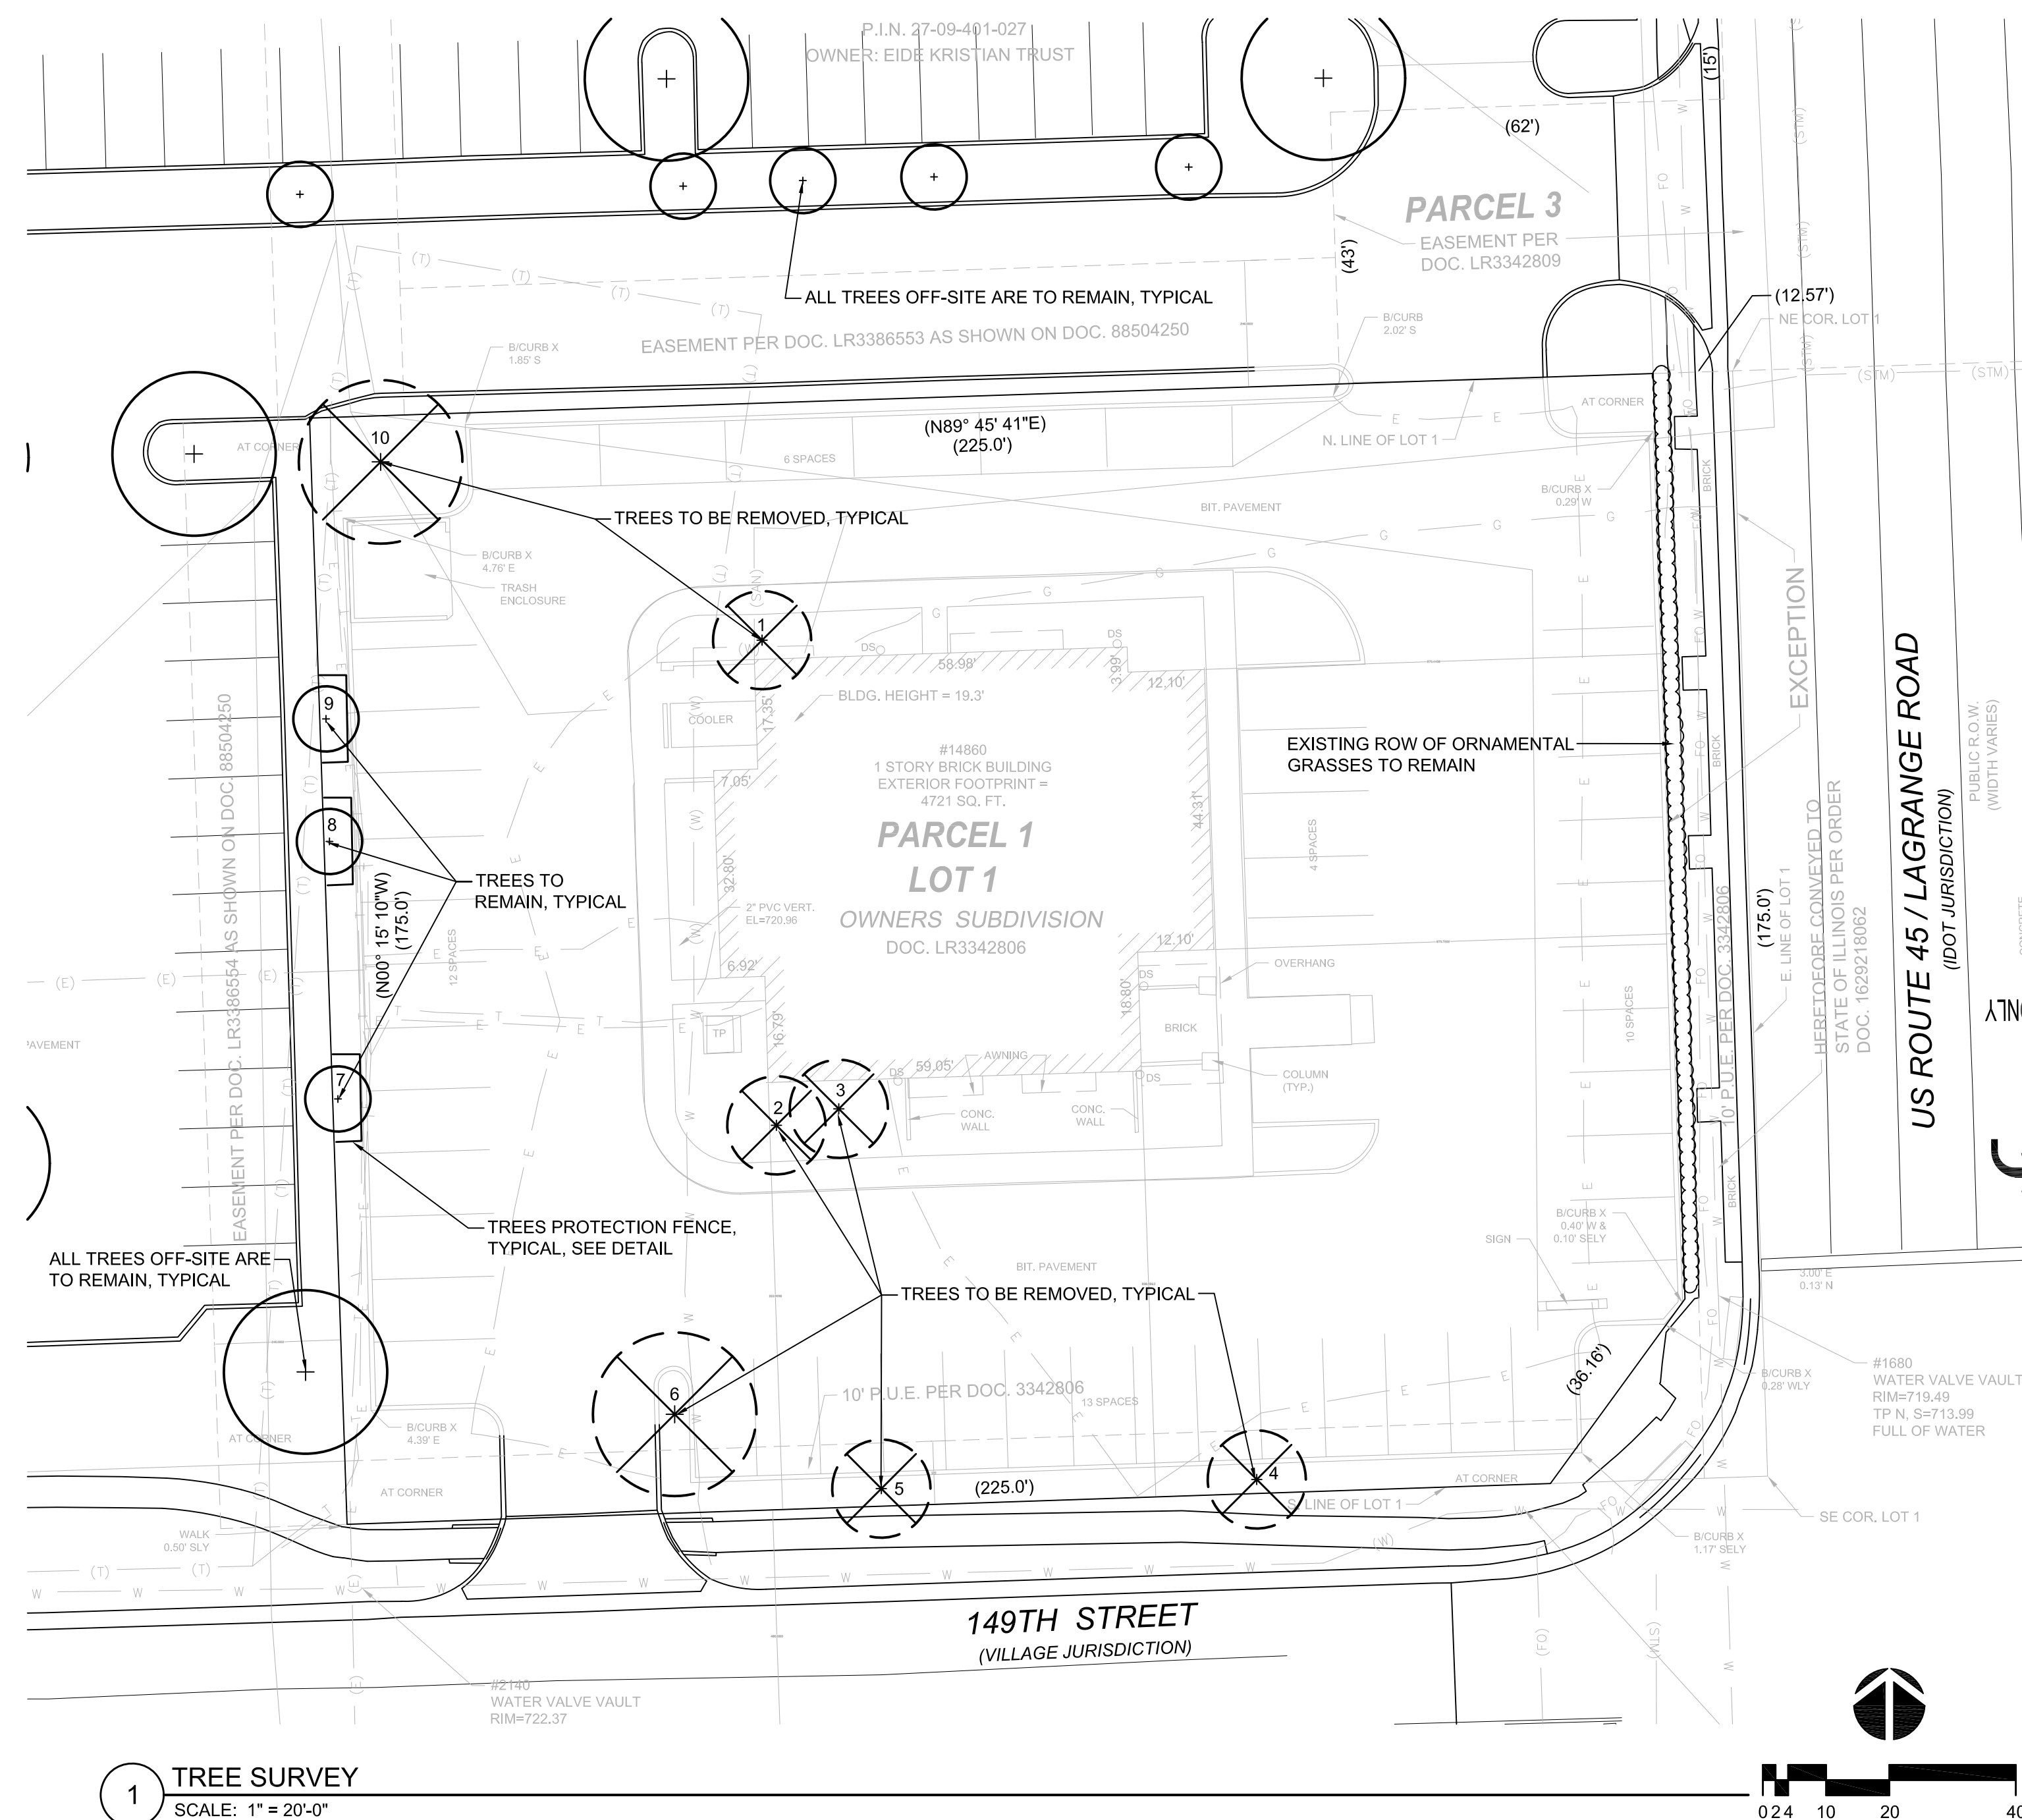 P.I.N. 27-09-401-027
OWNER: EIDE KRISTIAN TRUST
(15')
(62')
PARCEL 3
EASEMENT PER
DOC. LR3342809
(43')
ALL TREES OFF-SITE ARE TO REMAIN, TYPICAL
EASEMENT PER DOC. LR3386553 AS SHOWN ON DOC. 88504250
B/CURB
2.02' S
(12.57')
NE COR. LOT 1
B/CURB X
1.85' S
AT CORNER
AT CORNER
10
(N89° 45' 41"E)
(225.0')
N. LINE OF LOT 1
6 SPACES
B/CURB X
0.29' W
BRICK
BIT. PAVEMENT
TREES TO BE REMOVED, TYPICAL
B/CURB X
4.76' E
TRASH
ENCLOSURE
1
DS
DS
58.98'
3.99'
12.10'
EXCEPTION
BLDG. HEIGHT = 19.3'
17.35'
COOLER
9
#14860
1 STORY BRICK BUILDING
EXTERIOR FOOTPRINT =
4721 SQ. FT.
7.05'
44.31'
EXISTING ROW OF ORNAMENTAL
GRASSES TO REMAIN
BRICK
8
PARCEL 1
LOT 1
OWNERS SUBDIVISION
DOC. LR3342806
32.80'
4 SPACES
TREES TO
REMAIN, TYPICAL
2" PVC VERT.
EL=720.96
(N00° 15' 10"W)
(175.0')
12 SPACES
EASEMENT PER DOC. LR3386554 AS SHOWN ON DOC. 88504250
6.92'
12.10'
DS
OVERHANG
18.80'
BRICK
10 SPACES
10' P.U.E. PER DOC. 3342806
(175.0')
E. LINE OF LOT 1
HERETOFORE CONVEYED TO
STATE OF ILLINOIS PER ORDER
DOC. 1629218062
US ROUTE 45 / LAGRANGE ROAD
(IDOT JURISDICTION)
PUBLIC R.O.W.
(WIDTH VARIES)
CONCRETE
ONLY
PAVEMENT
TP
16.79'
7
AWNING
DS
59.05'
DS
COLUMN
(TYP.)
2
3
CONC.
WALL
CONC.
WALL
BRICK
TREES PROTECTION FENCE,
TYPICAL, SEE DETAIL
B/CURB X
0.40' W &
0.10' SELY
SIGN
ALL TREES OFF-SITE ARE
TO REMAIN, TYPICAL
BIT. PAVEMENT
TREES TO BE REMOVED, TYPICAL
3.00' E
0.13' N
(36.16')
#1680
WATER VALVE VAULT
RIM=719.49
TP N, S=713.99
FULL OF WATER
B/CURB X
0.28' WLY
6
10' P.U.E. PER DOC. 3342806
13 SPACES
B/CURB X
4.39' E
AT CORNER
AT CORNER
5
(225.0')
4
AT CORNER
S. LINE OF LOT 1
SE COR. LOT 1
WALK
0.50' SLY
B/CURB X
1.17' SELY
149TH STREET
(VILLAGE JURISDICTION)
#2140
WATER VALVE VAULT
RIM=722.37
1
TREE SURVEY
SCALE: 1" = 20'-0"
0 2 4 10 20 40